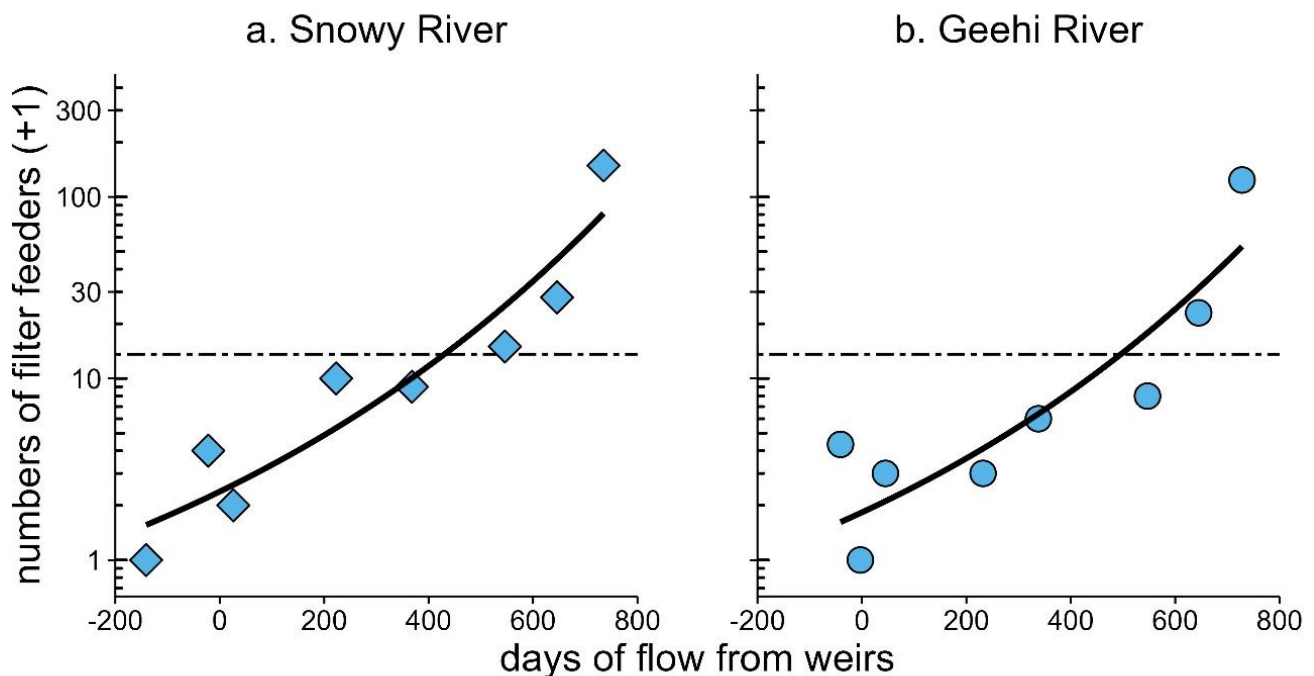 a. Snowy River
b. Geehi River
numbers of filter feeders (+1)
300
100
30
10
1
-200 0 200 400 600 800
-200 0 200 400 600 800
days of flow from weirs